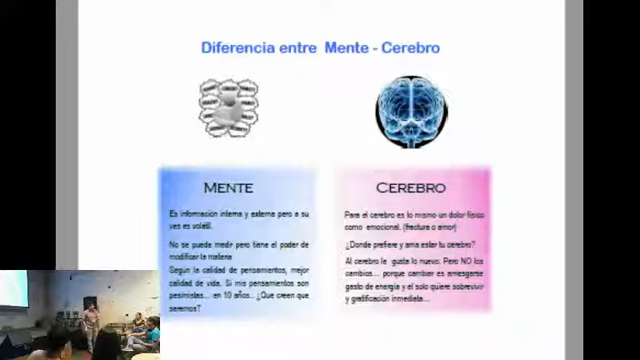 Diferencia entre Mente - Cerebro
MENTE
Es información interna y externa pero a su
ves es volátil.
No se puede medir pero tiene el poder de
modificar la materia
Según la calidad de pensamientos, mejor
calidad de vida. Si mis pensamientos son
pesimistas... en 10 años.. ¿Que creen que
seremos?
CEREBRO
Para el cerebro es lo mismo un dolor físico
como emocional. (fractura o amor)
¿Donde prefiere y ama estar tu cerebro?
Al cerebro le gusta lo nuevo. Pero NO los
cambios... porque cambiar es arriesgarse
gasto de energía y el solo quiere sobrevivir
y gratificación inmediata...